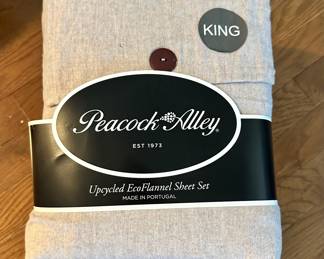 KING
Peacock Alley®
EST 1973
Upcycled EcoFlannel Sheet Set
MADE IN PORTUGAL